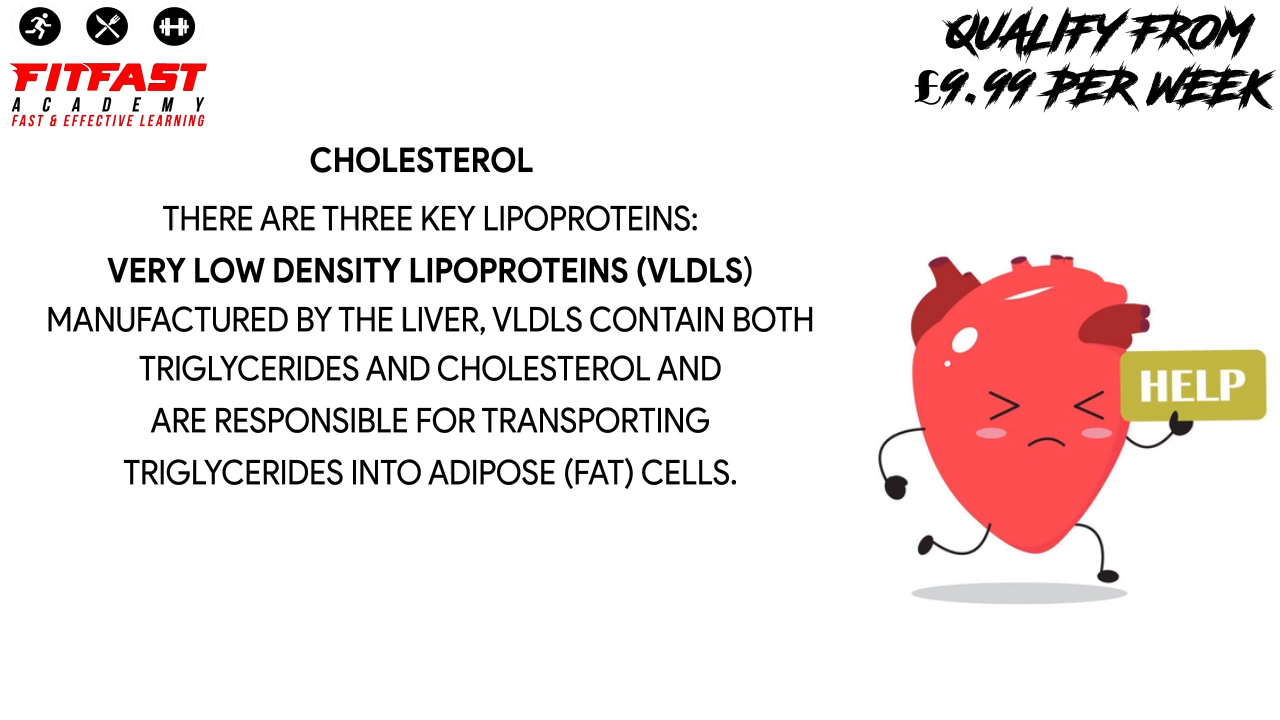 FITFAST
ACADEMY
FAST & EFFECTIVE LEARNING
QUALIFY FROM
£9.99 PER WEEK
CHOLESTEROL
THERE ARE THREE KEY LIPOPROTEINS:
VERY LOW DENSITY LIPOPROTEINS (VLDLS)
MANUFACTURED BY THE LIVER, VLDLS CONTAIN BOTH
TRIGLYCERIDES AND CHOLESTEROL AND
ARE RESPONSIBLE FOR TRANSPORTING
TRIGLYCERIDES INTO ADIPOSE (FAT) CELLS.
HELP